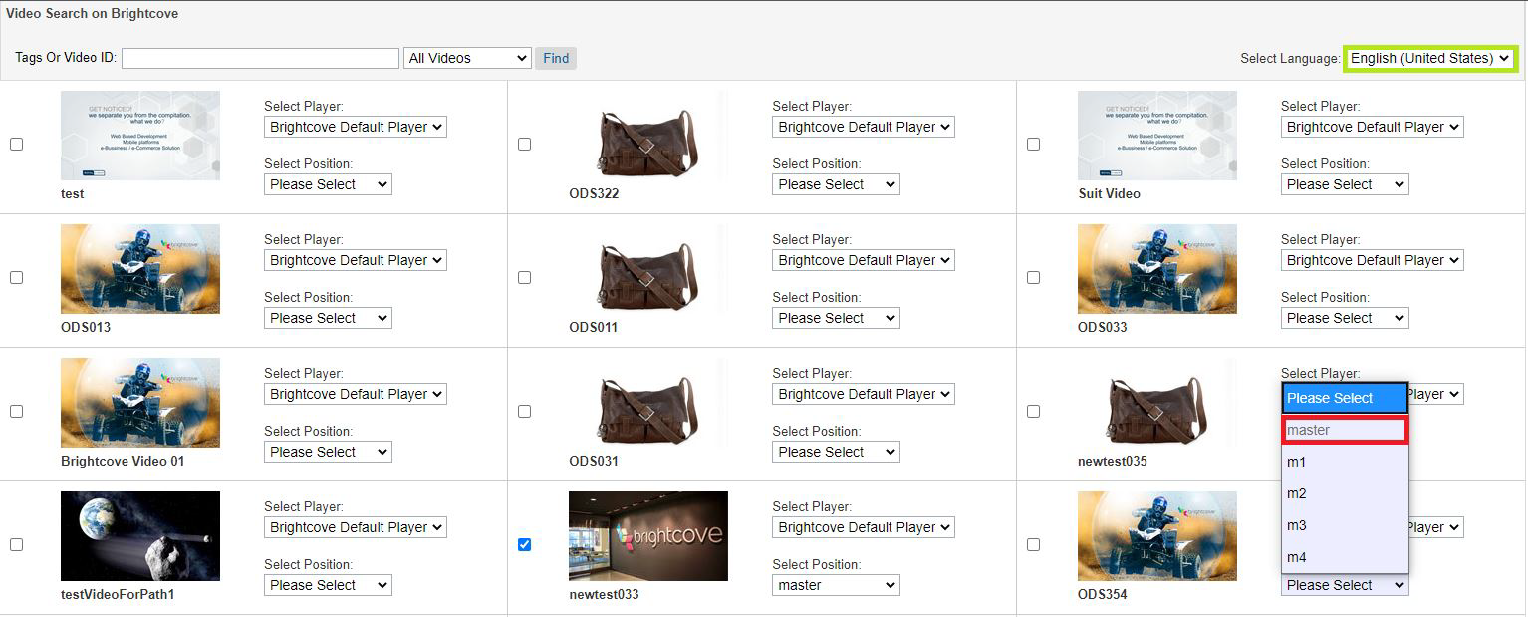 Video Search on Brightcove
Tags Or Video ID: All Videos Find Select Language: English (United States)
GET NOTICED!
we separate you from the compitation.
what we do?
Web Based Development
Mobile platforms
e-Bussiness / e-Commerce Solution
test
Select Player:
Brightcove Default Player
Select Position:
Please Select
ODS322
Select Player:
Brightcove Default Player
Select Position:
Please Select
GET NOTICED!
we separate you from the compitation.
what we do?
Web Based Development
Mobile platforms
e-Bussiness / e-Commerce Solution
Suit Video
Select Player:
Brightcove Default Player
Select Position:
Please Select
brightcove
ODS013
Select Player:
Brightcove Default Player
Select Position:
Please Select
ODS011
Select Player:
Brightcove Default Player
Select Position:
Please Select
brightcove
ODS033
Select Player:
Brightcove Default Player
Select Position:
Please Select
brightcove
Brightcove Video 01
Select Player:
Brightcove Default Player
Select Position:
Please Select
ODS031
Select Player:
Brightcove Default Player
Select Position:
Please Select
newtest035
Select Player:
Player
testVideoForPath1
Select Player:
Brightcove Default Player
Select Position:
Please Select
brightcove
newtest033
Select Player:
Brightcove Default Player
Select Position:
master
brightcove
ODS354
Please Select
master
m1
m2
m3
m4
Player
Please Select